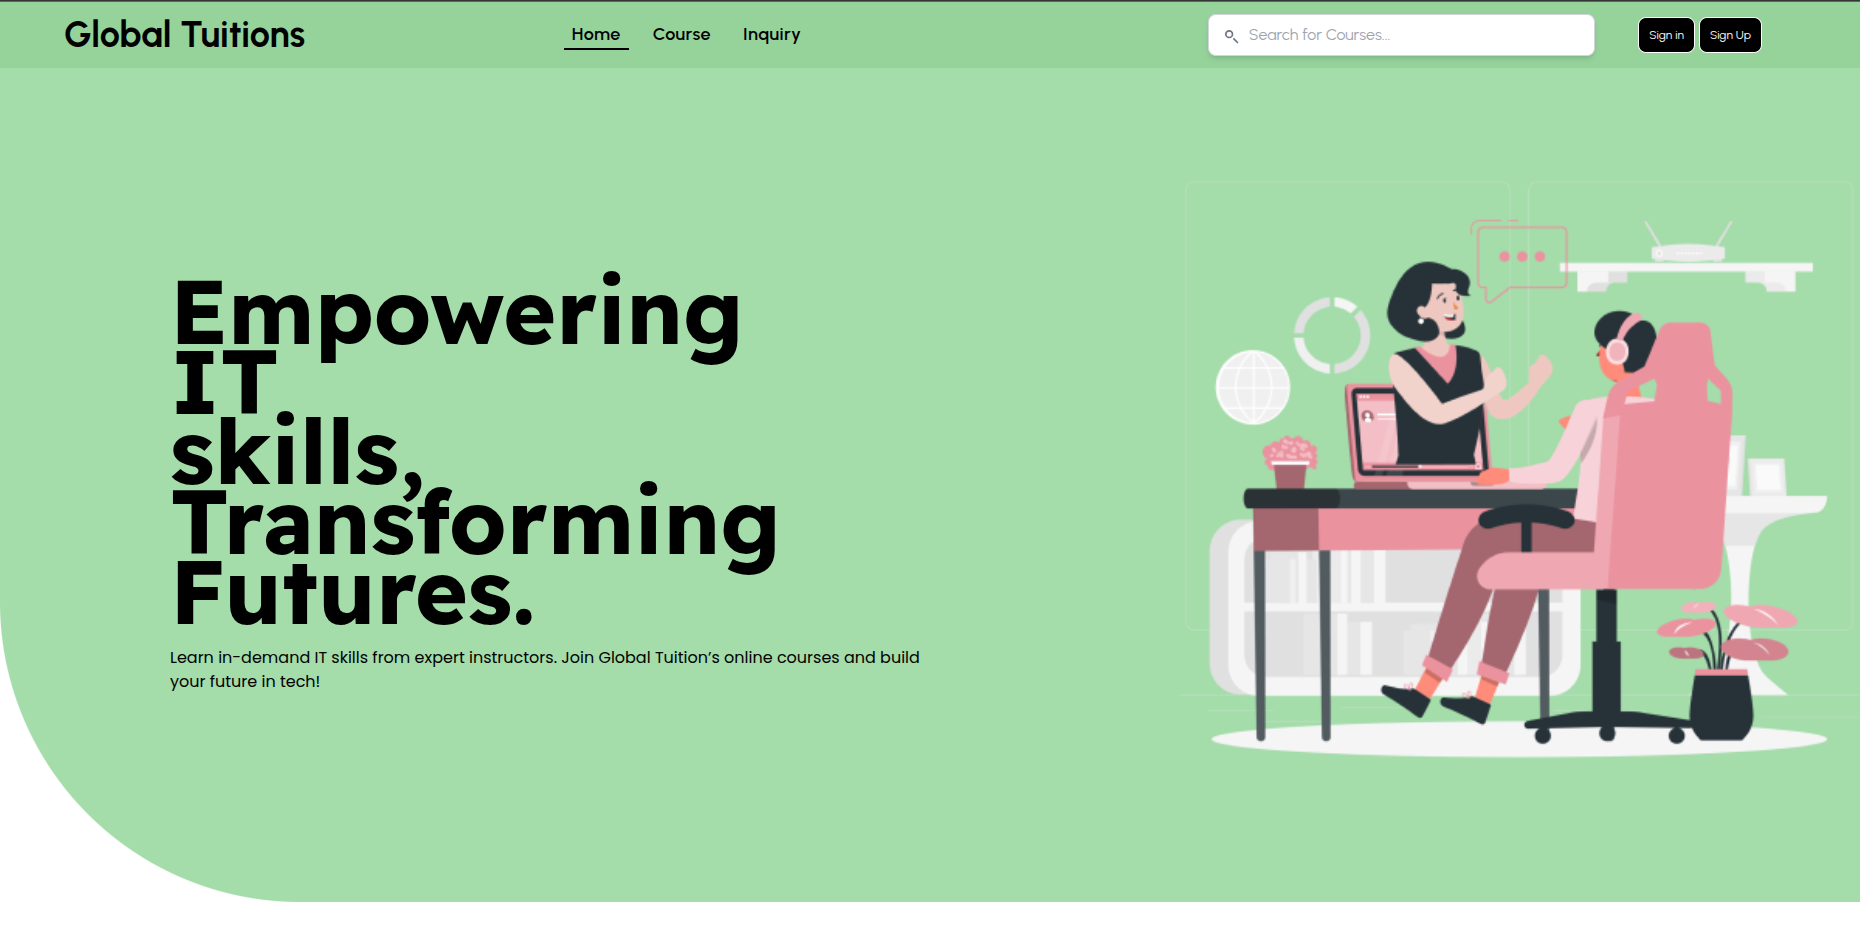 Global Tuitions
Home Course Inquiry
Search for Courses...
Sign in Sign Up
Empowering
IT
skills,
Transforming
Futures.
Learn in-demand IT skills from expert instructors. Join Global Tuition’s online courses and build
your future in tech!